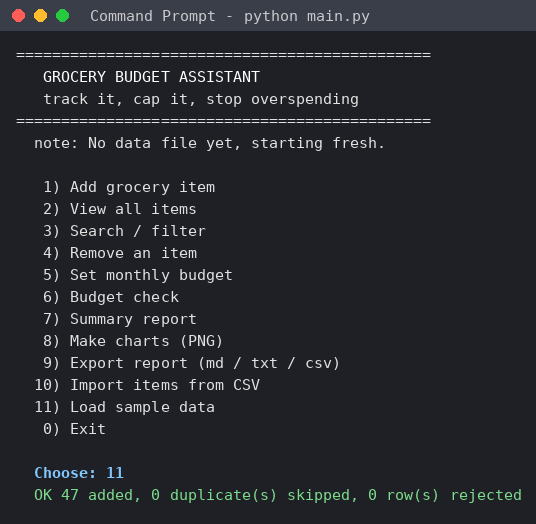 Command Prompt - python main.py
==============================================
GROCERY BUDGET ASSISTANT
track it, cap it, stop overspending
==============================================
note: No data file yet, starting fresh.
1) Add grocery item
2) View all items
3) Search / filter
4) Remove an item
5) Set monthly budget
6) Budget check
7) Summary report
8) Make charts (PNG)
9) Export report (md / txt / csv)
10) Import items from CSV
11) Load sample data
0) Exit
Choose: 11
OK 47 added, 0 duplicate(s) skipped, 0 row(s) rejected